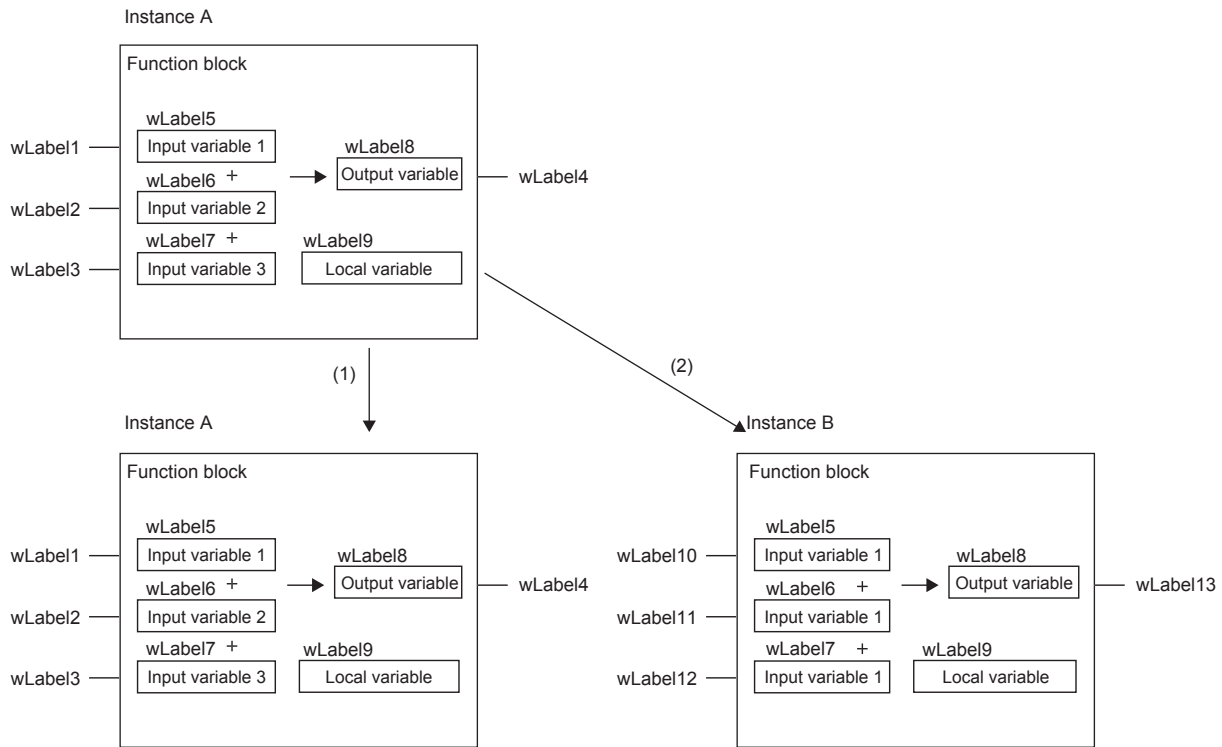 Instance A
Function block
wLabel5
wLabel1 Input variable 1
wLabel8
wLabel6 +
Output variable wLabel4
wLabel2 Input variable 2
wLabel7 + wLabel9
wLabel3 Input variable 3 Local variable
(1) (2)
Instance A
Function block
wLabel5
wLabel1 Input variable 1
wLabel8
wLabel6 +
Output variable wLabel4
wLabel2 Input variable 2
wLabel7 + wLabel9
wLabel3 Input variable 3 Local variable
Instance B
Function block
wLabel5
wLabel10 Input variable 1
wLabel8
wLabel6 +
Output variable wLabel13
wLabel11 Input variable 1
wLabel7 + wLabel9
wLabel12 Input variable 1 Local variable